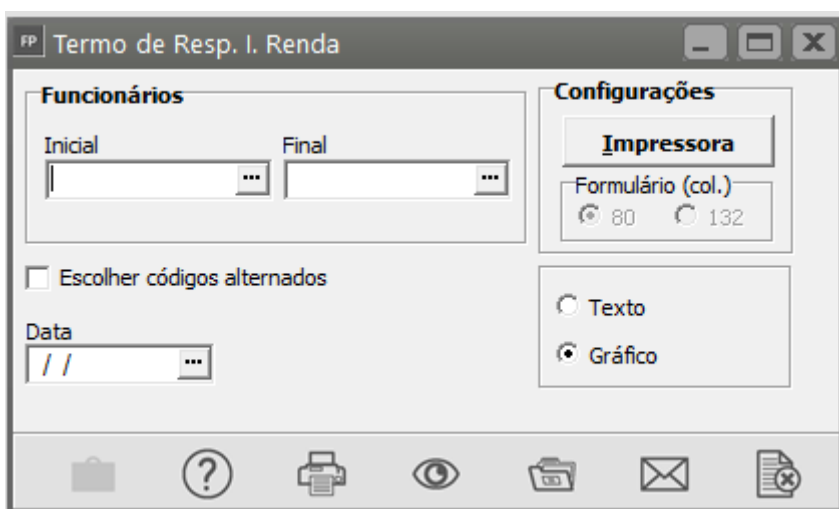 FP Termo de Resp. I. Renda
Funcionários
Inicial Final
Escolher códigos alternados
Data
/ /
Configurações
Impressora
Formulário (col.)
80 132
Texto
Gráfico